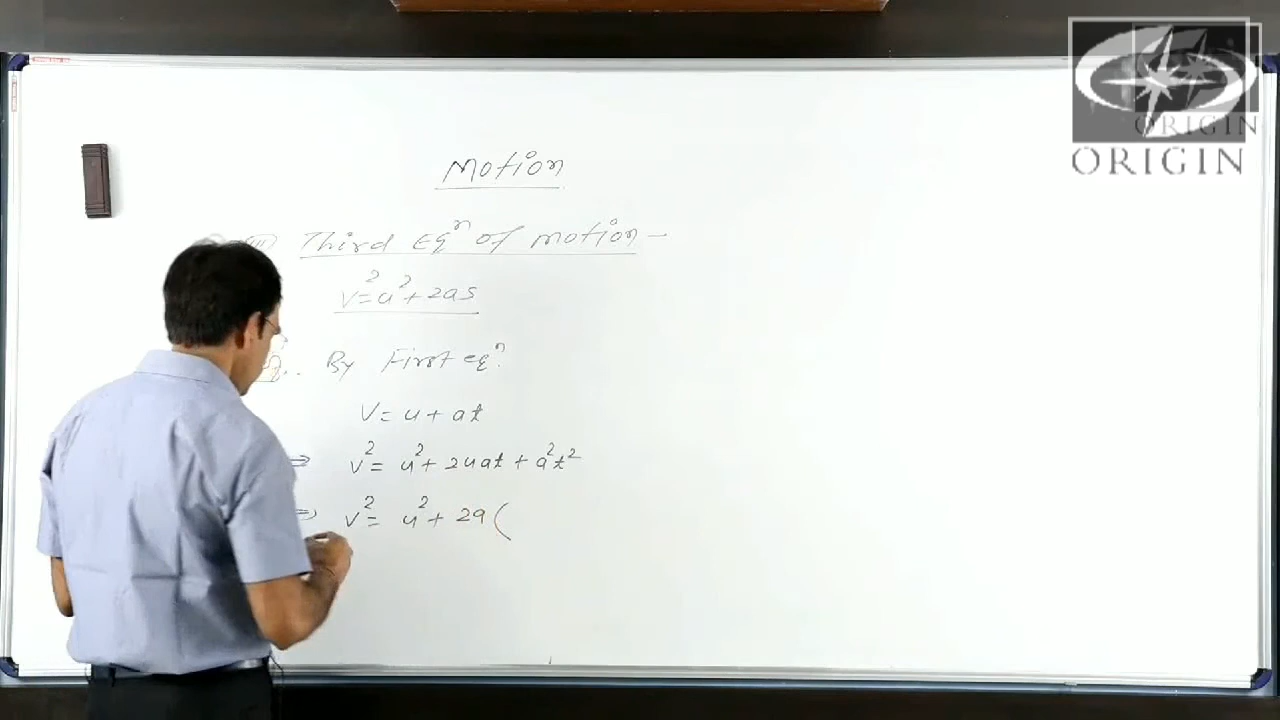 ORIGIN
ORIGIN
Motion
Third Eqⁿ of motion –
v² = u² + 2as
By First eqⁿ.
v = u + at
⇒ v² = u² + 2uat + a²t²
⇒ v² = u² + 2a (